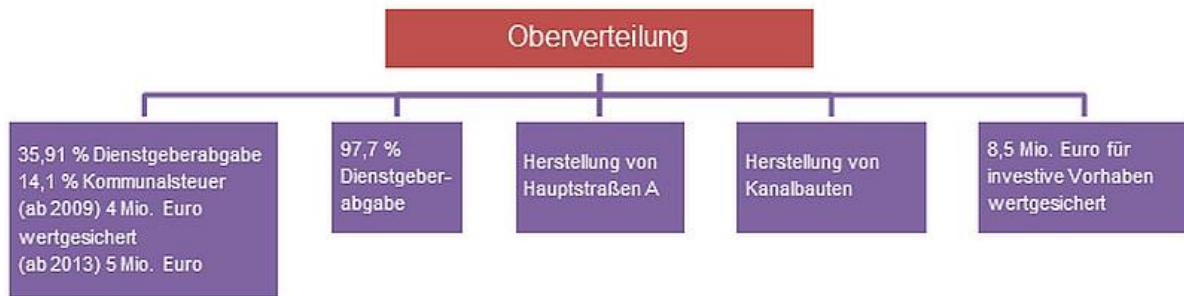 Oberverteilung
35,91 % Dienstgeberabgabe
14,1 % Kommunalsteuer
(ab 2009) 4 Mio. Euro
wertgesichert
(ab 2013) 5 Mio. Euro
97,7 %
Dienstgeber-
abgabe
Herstellung von
Hauptstraßen A
Herstellung von
Kanalbauten
8,5 Mio. Euro für
investive Vorhaben
wertgesichert